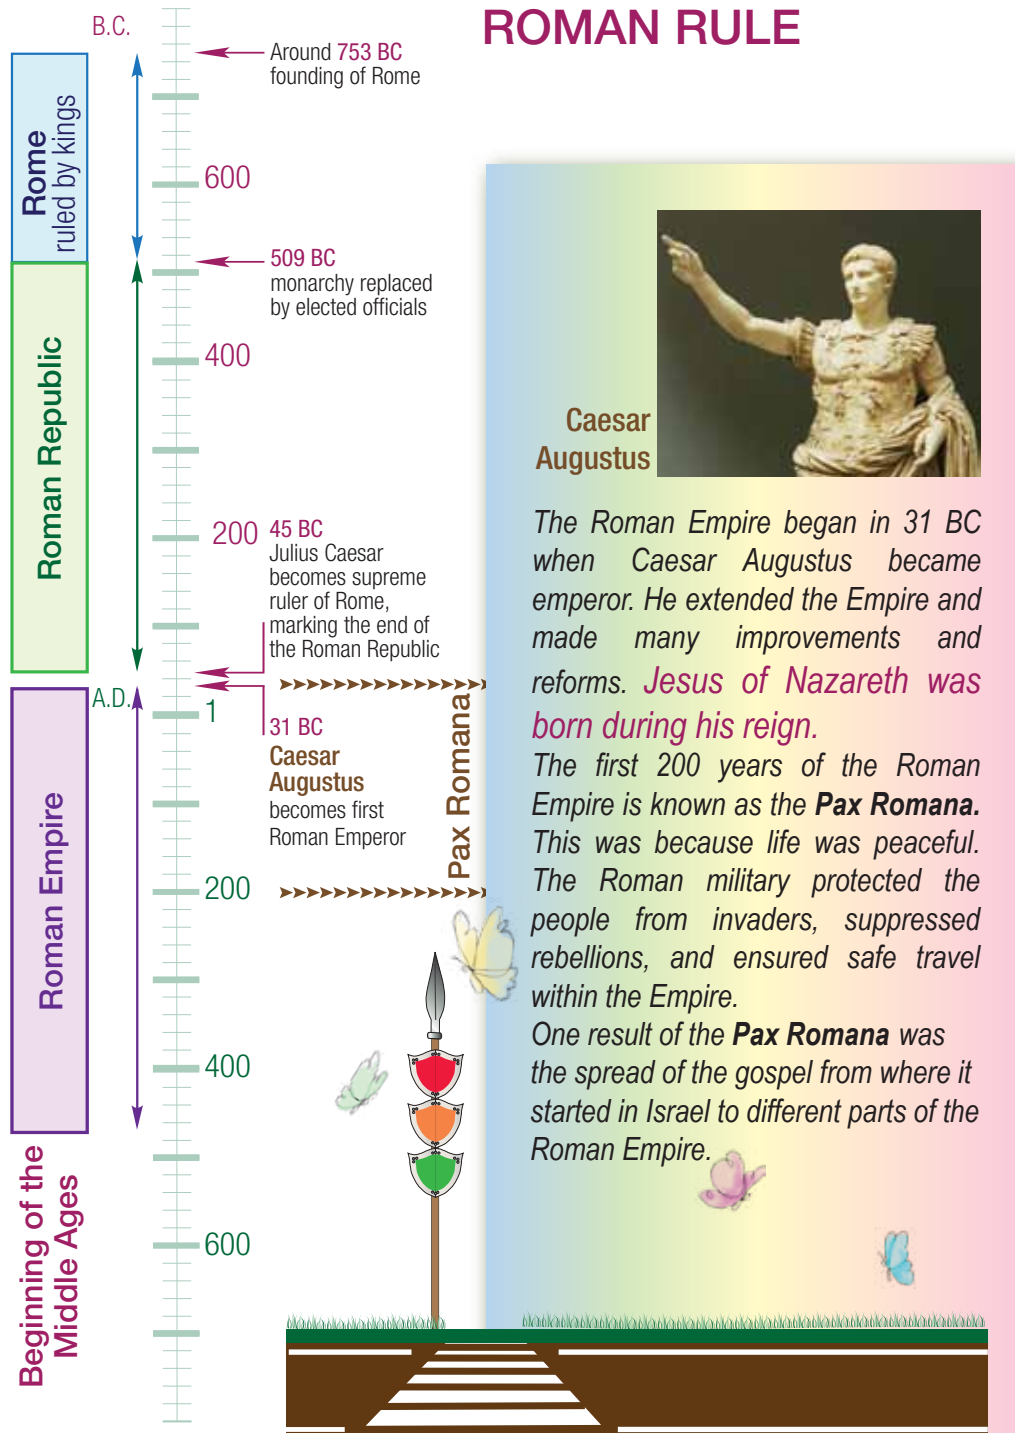 ROMAN RULE
B.C.
Around 753 BC
founding of Rome
Rome
ruled by kings
600
509 BC
monarchy replaced
by elected officials
Roman Republic
400
200
45 BC
Julius Caesar
becomes supreme
ruler of Rome,
marking the end of
the Roman Republic
A.D.
1
31 BC
Caesar
Augustus
becomes first
Roman Emperor
Pax Romana
Roman Empire
200
400
600
Beginning of the
Middle Ages
Caesar
Augustus
The Roman Empire began in 31 BC
when Caesar Augustus became
emperor. He extended the Empire and
made many improvements and
reforms. Jesus of Nazareth was
born during his reign.
The first 200 years of the Roman
Empire is known as the Pax Romana.
This was because life was peaceful.
The Roman military protected the
people from invaders, suppressed
rebellions, and ensured safe travel
within the Empire.
One result of the Pax Romana was
the spread of the gospel from where it
started in Israel to different parts of the
Roman Empire.